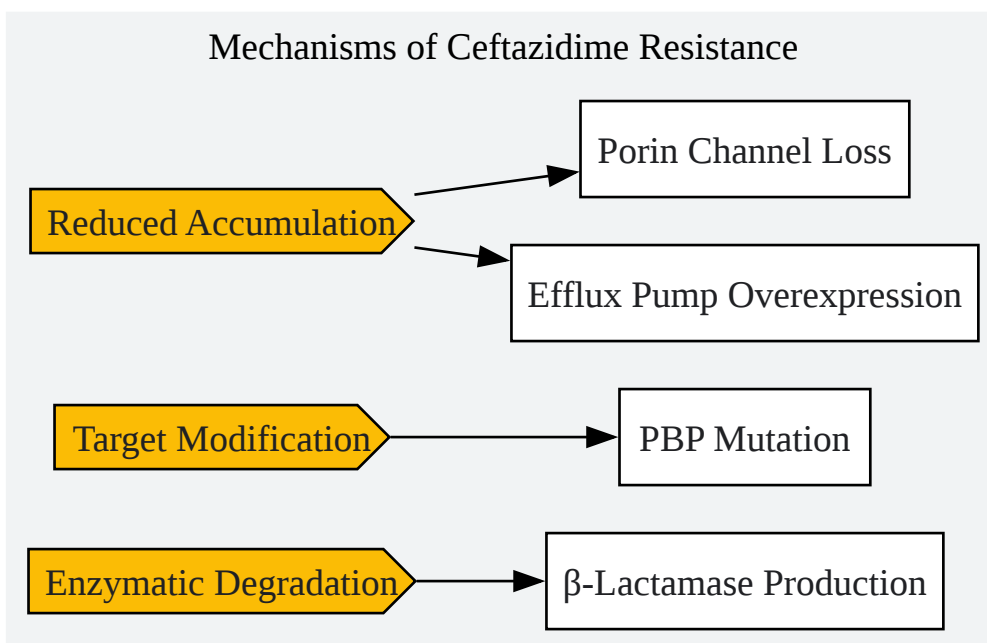 Mechanisms of Ceftazidime Resistance
Porin Channel Loss
Reduced Accumulation
Efflux Pump Overexpression
Target Modification
PBP Mutation
Enzymatic Degradation
β-Lactamase Production